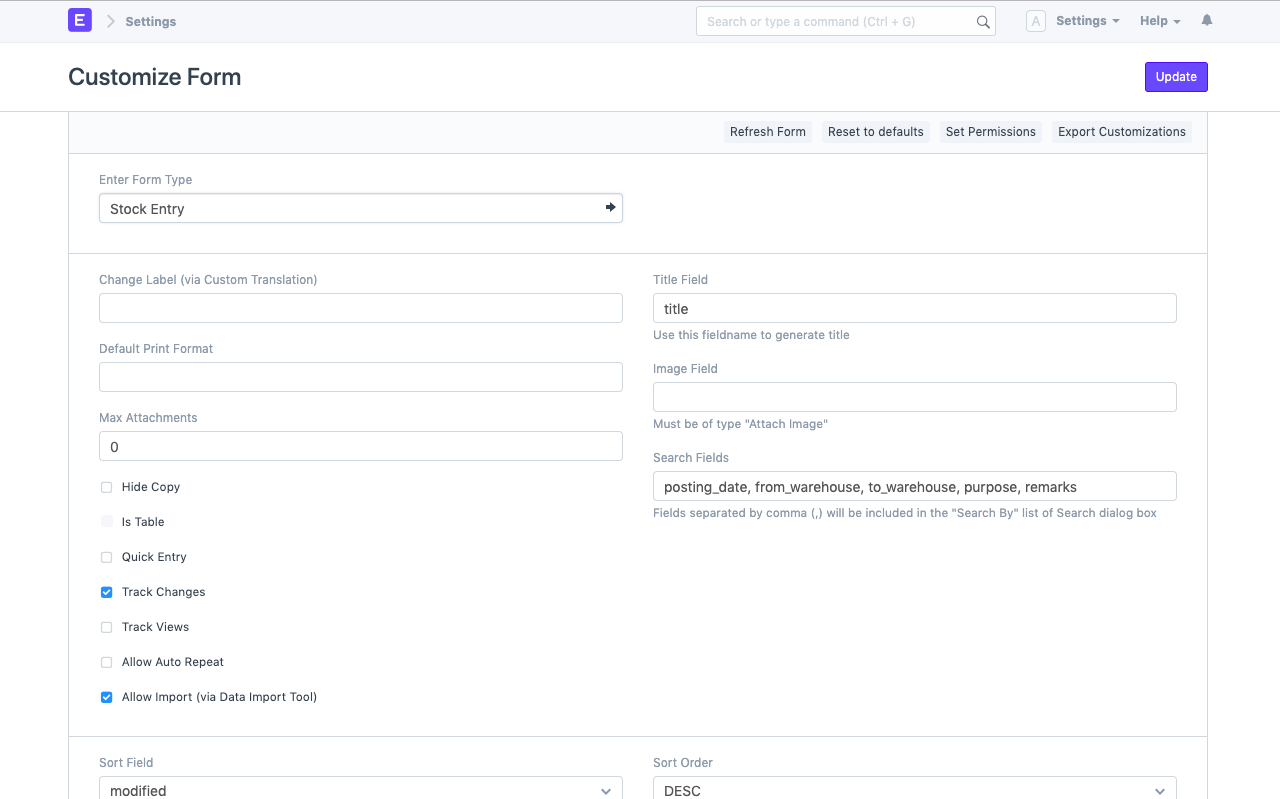 E
Settings
Search or type a command (Ctrl + G)
A
Settings
Help
Customize Form
Update
Refresh Form
Reset to defaults
Set Permissions
Export Customizations
Enter Form Type
Stock Entry
Change Label (via Custom Translation)
Default Print Format
Max Attachments
0
Hide Copy
Is Table
Quick Entry
Track Changes
Track Views
Allow Auto Repeat
Allow Import (via Data Import Tool)
Title Field
title
Use this fieldname to generate title
Image Field
Must be of type "Attach Image"
Search Fields
posting_date, from_warehouse, to_warehouse, purpose, remarks
Fields separated by comma (,) will be included in the "Search By" list of Search dialog box
Sort Field
modified
Sort Order
DESC